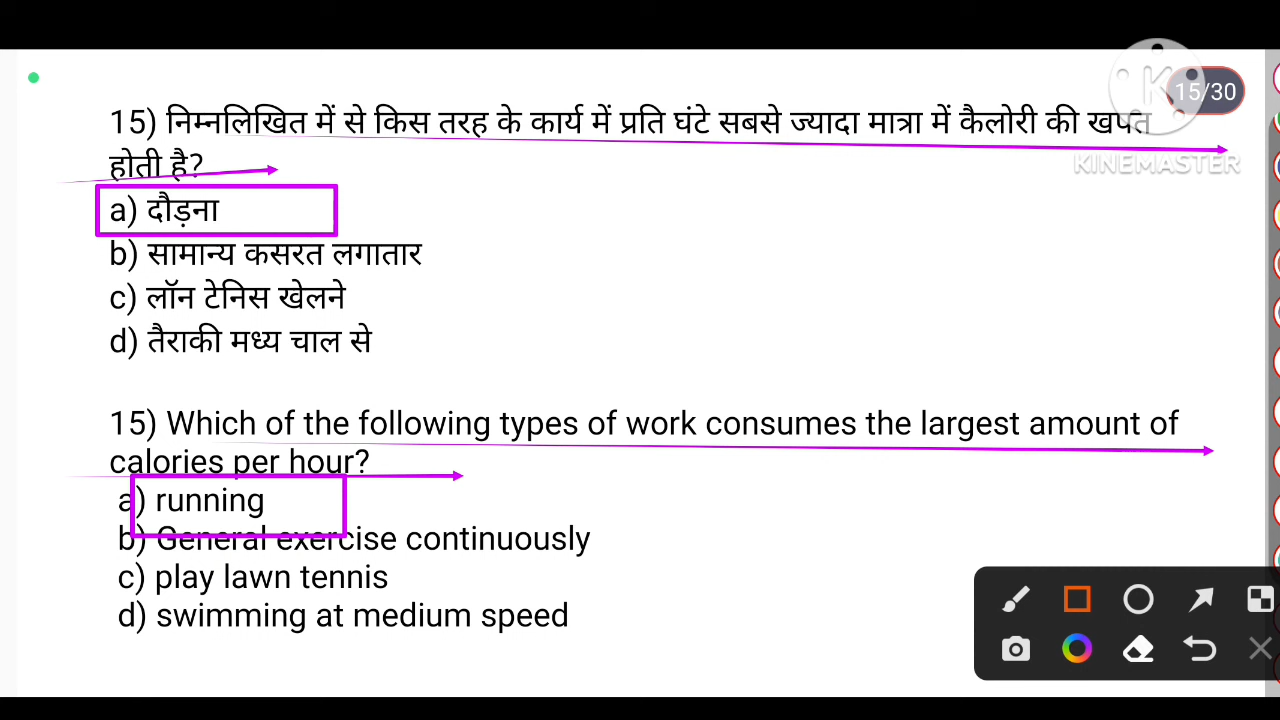 15/30
KINEMASTER
15) निम्नलिखित में से किस तरह के कार्य में प्रति घंटे सबसे ज्यादा मात्रा में कैलोरी की खपत
होती है?
a) दौड़ना
b) सामान्य कसरत लगातार
c) लॉन टेनिस खेलने
d) तैराकी मध्य चाल से
15) Which of the following types of work consumes the largest amount of
calories per hour?
a) running
b) General exercise continuously
c) play lawn tennis
d) swimming at medium speed